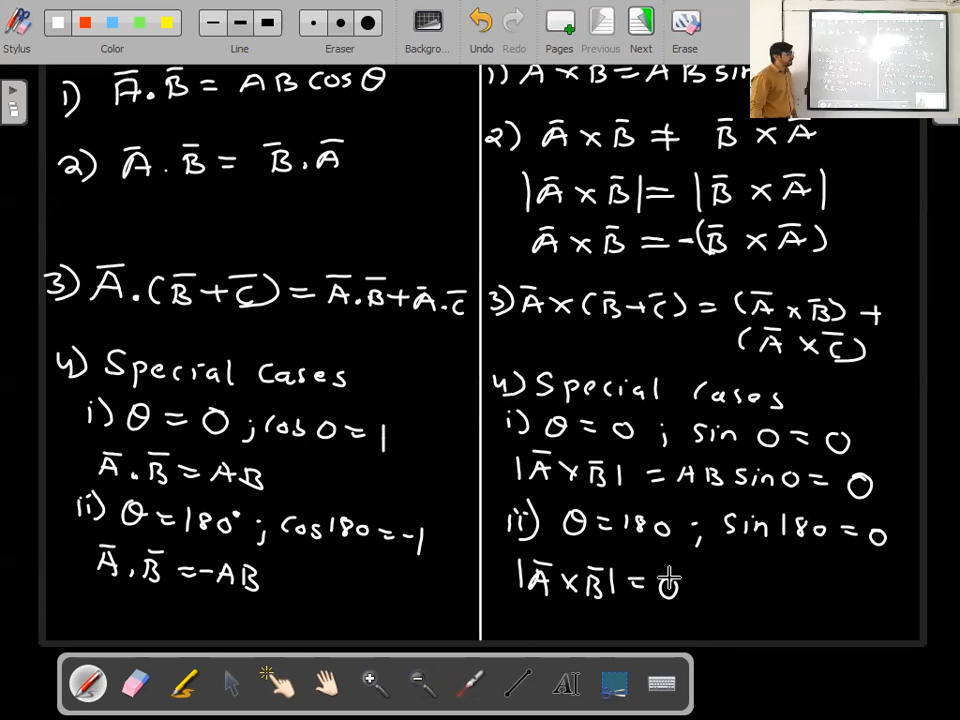 Stylus Color Line Eraser Backgro... Undo Redo Pages Previous Next Erase
1) A̅.B̅ = AB cos θ
2) A̅.B̅ = B̅.A̅
3) A̅.(B̅+C̅) = A̅.B̅+A̅.C̅
4) Special Cases
i) θ = 0 ; cos 0 = 1
A̅.B̅ = AB
ii) θ = 180° ; cos 180 = -1
A̅.B̅ = -AB
1) A × B = AB sin
2) A̅ × B̅ ≠ B̅ × A̅
|A̅ × B̅| = |B̅ × A̅|
A̅ × B̅ = -(B̅ × A̅)
3) A̅ × (B̅+C̅) = (A̅ × B̅) +
(A̅ × C̅)
4) Special Cases
i) θ = 0 ; sin 0 = 0
|A̅ × B̅| = AB sin 0 = 0
ii) θ = 180 ; sin 180 = 0
|A̅ × B̅| = 0